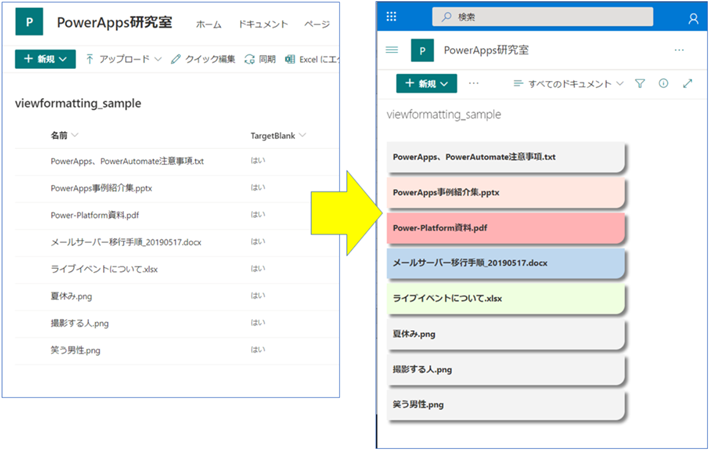 P PowerApps研究室 ホーム ドキュメント ページ
+ 新規 アップロード クイック編集 同期 Excel にエク
viewformatting_sample
名前 TargetBlank
PowerApps、PowerAutomate注意事項.txt はい
PowerApps事例紹介集.pptx はい
Power-Platform資料.pdf はい
メールサーバー移行手順_20190517.docx はい
ライブイベントについて.xlsx はい
夏休み.png はい
撮影する人.png はい
笑う男性.png はい
検索
P PowerApps研究室 ...
+ 新規 ... すべてのドキュメント
viewformatting_sample
PowerApps、PowerAutomate注意事項.txt
PowerApps事例紹介集.pptx
Power-Platform資料.pdf
メールサーバー移行手順_20190517.docx
ライブイベントについて.xlsx
夏休み.png
撮影する人.png
笑う男性.png